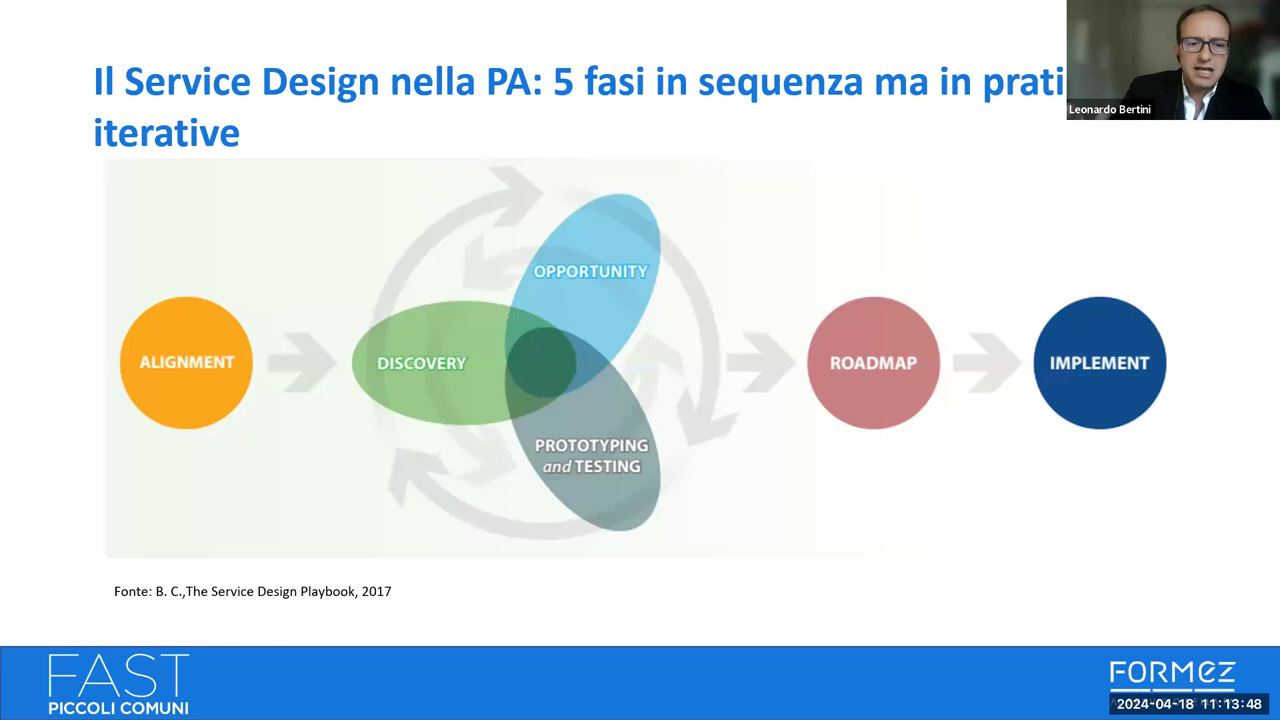 Il Service Design nella PA: 5 fasi in sequenza ma in prati
iterative
Leonardo Bertini
OPPORTUNITY
ALIGNMENT
DISCOVERY
ROADMAP
IMPLEMENT
PROTOTYPING
and TESTING
Fonte: B. C.,The Service Design Playbook, 2017
FAST
PICCOLI COMUNI
FORMEZ
2024-04-18 11:13:48